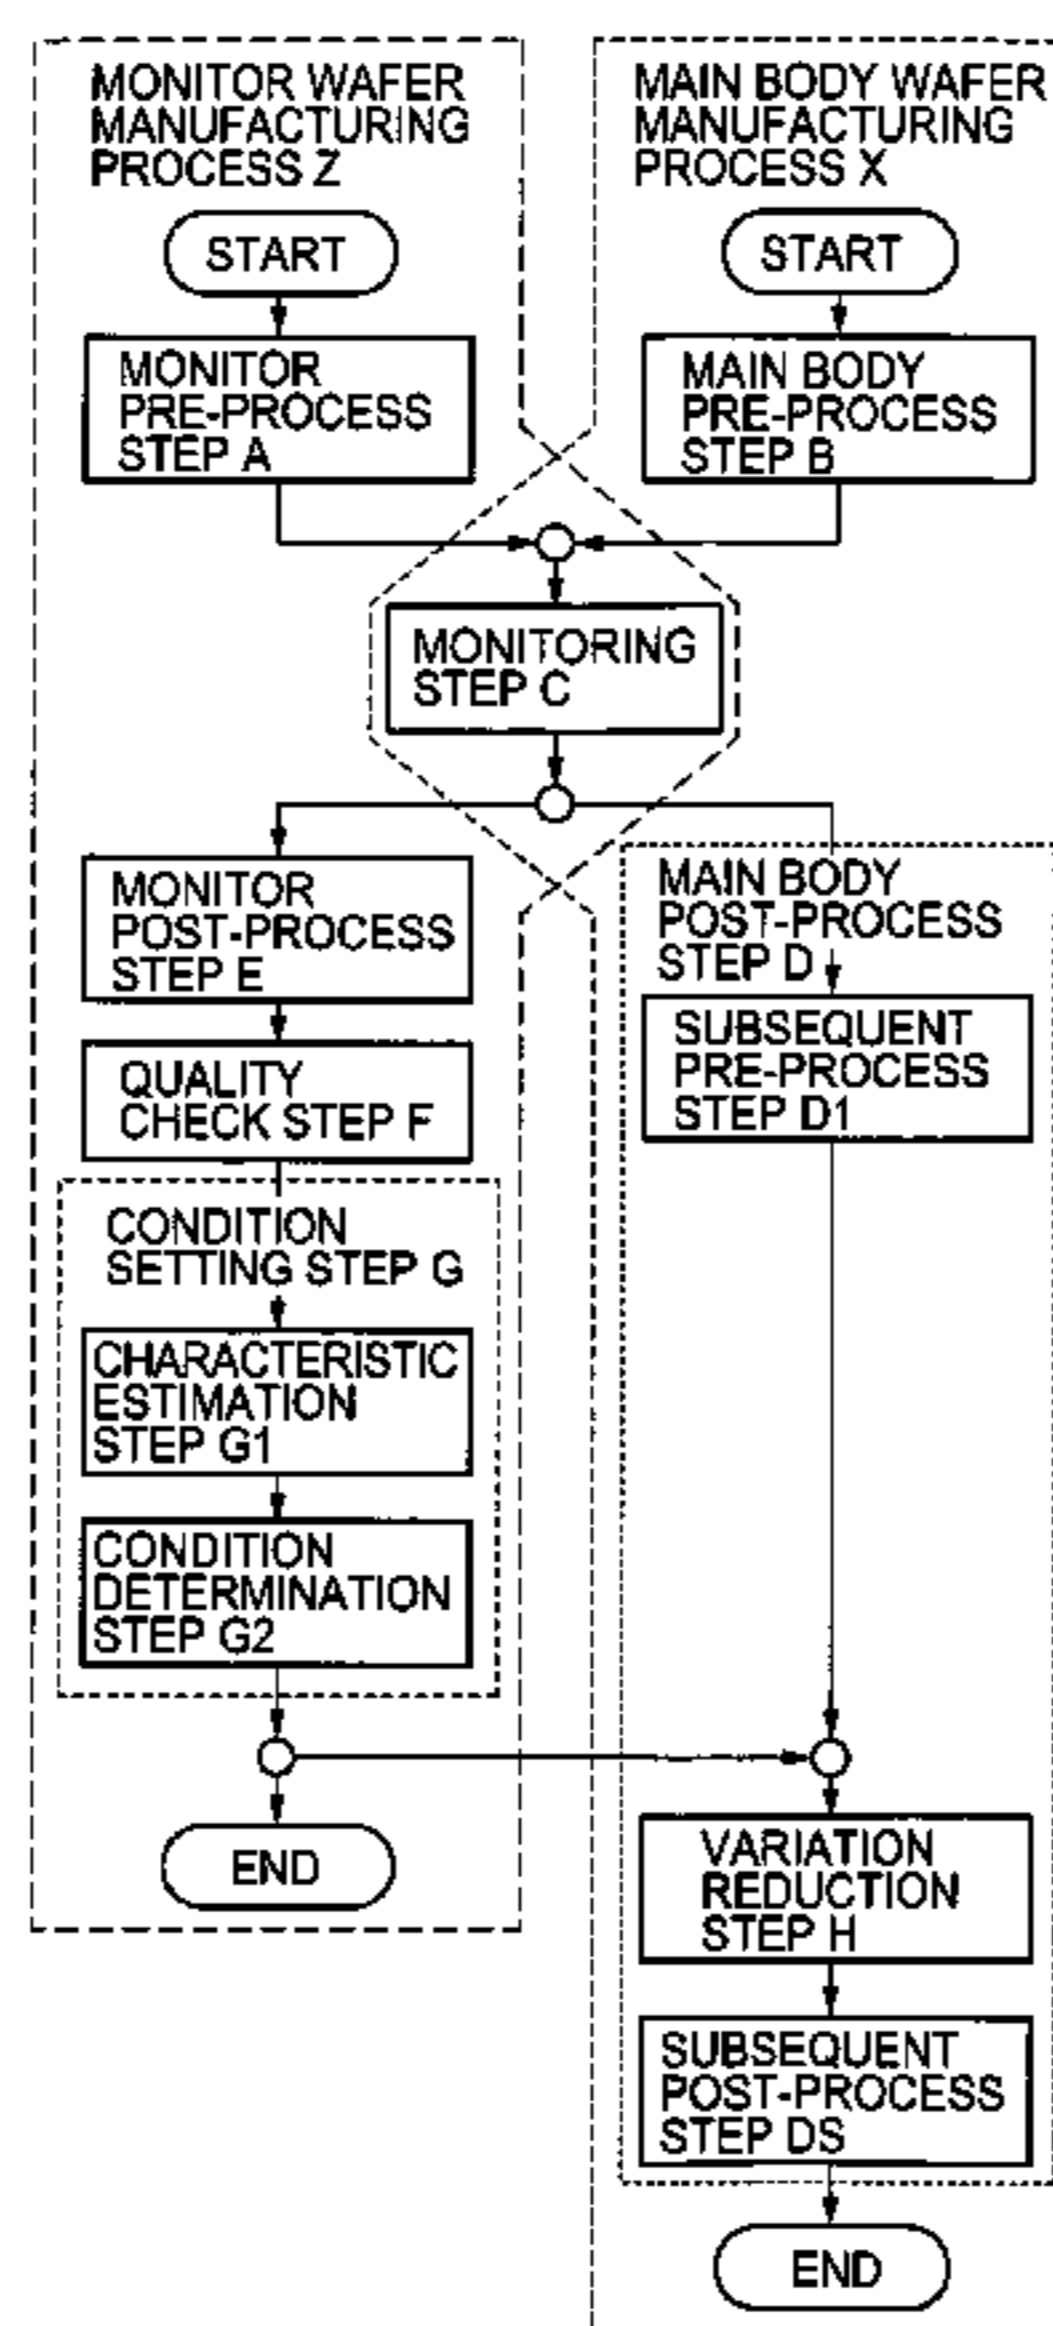 MONITOR WAFER
MANUFACTURING
PROCESS Z
START
MONITOR
PRE-PROCESS
STEP A
MAIN BODY WAFER
MANUFACTURING
PROCESS X
START
MAIN BODY
PRE-PROCESS
STEP B
MONITORING
STEP C
MONITOR
POST-PROCESS
STEP E
QUALITY
CHECK STEP F
CONDITION
SETTING STEP G
CHARACTERISTIC
ESTIMATION
STEP G1
CONDITION
DETERMINATION
STEP G2
END
MAIN BODY
POST-PROCESS
STEP D
SUBSEQUENT
PRE-PROCESS
STEP D1
VARIATION
REDUCTION
STEP H
SUBSEQUENT
POST-PROCESS
STEP DS
END